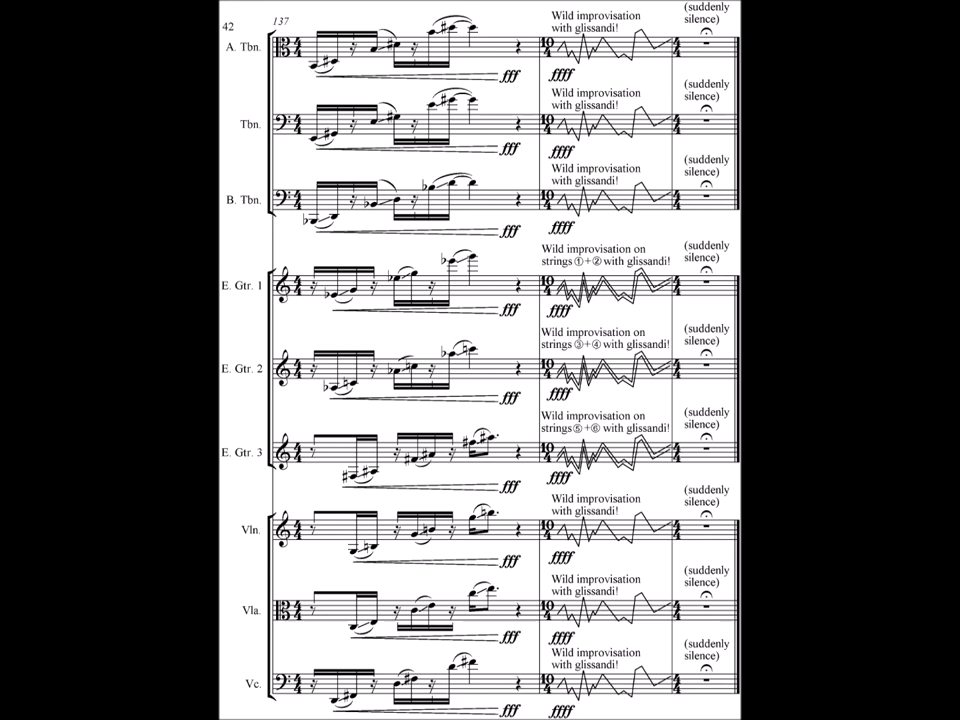 42
137
A. Tbn.
fff
Wild improvisation
with glissandi!
ffff
(suddenly
silence)
Tbn.
fff
Wild improvisation
with glissandi!
ffff
(suddenly
silence)
B. Tbn.
fff
Wild improvisation
with glissandi!
ffff
(suddenly
silence)
E. Gtr. 1
fff
Wild improvisation on
strings ①+② with glissandi!
ffff
(suddenly
silence)
E. Gtr. 2
fff
Wild improvisation on
strings ③+④ with glissandi!
ffff
(suddenly
silence)
E. Gtr. 3
fff
Wild improvisation on
strings⑤+⑥ with glissandi!
ffff
(suddenly
silence)
Vln.
fff
Wild improvisation
with glissandi!
ffff
(suddenly
silence)
Vla.
fff
Wild improvisation
with glissandi!
ffff
(suddenly
silence)
Vc.
fff
Wild improvisation
with glissandi!
ffff
(suddenly
silence)